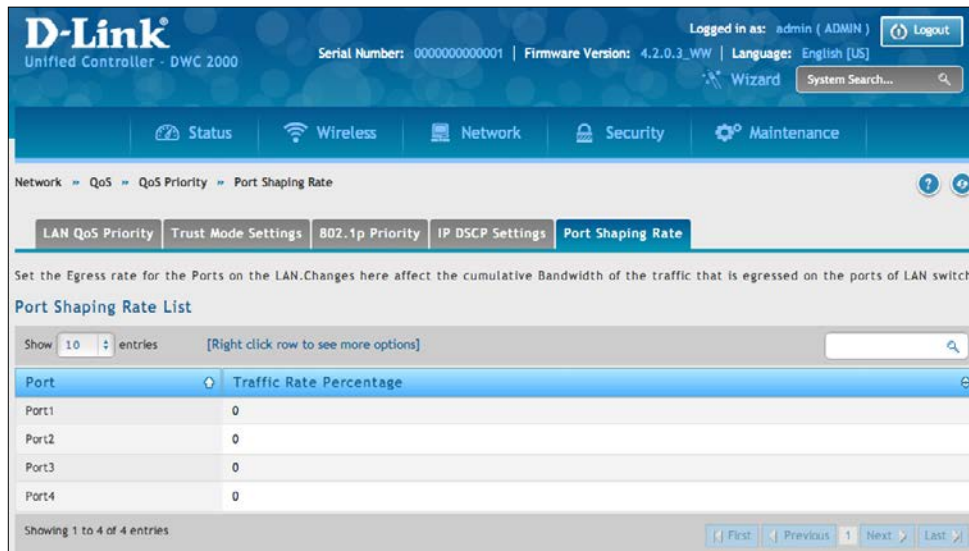 D-Link®
Unified Controller - DWC 2000
Logged in as: admin ( ADMIN ) Logout
Serial Number: 0000000000001 | Firmware Version: 4.2.0.3_WW | Language: English [US]
Wizard System Search...
Status Wireless Network Security Maintenance
Network » QoS » QoS Priority » Port Shaping Rate
LAN QoS Priority Trust Mode Settings 802.1p Priority IP DSCP Settings Port Shaping Rate
Set the Egress rate for the Ports on the LAN.Changes here affect the cumulative Bandwidth of the traffic that is egressed on the ports of LAN switch
Port Shaping Rate List
Show 10 entries [Right click row to see more options]
Port Traffic Rate Percentage
Port1 0
Port2 0
Port3 0
Port4 0
Showing 1 to 4 of 4 entries First Previous 1 Next Last